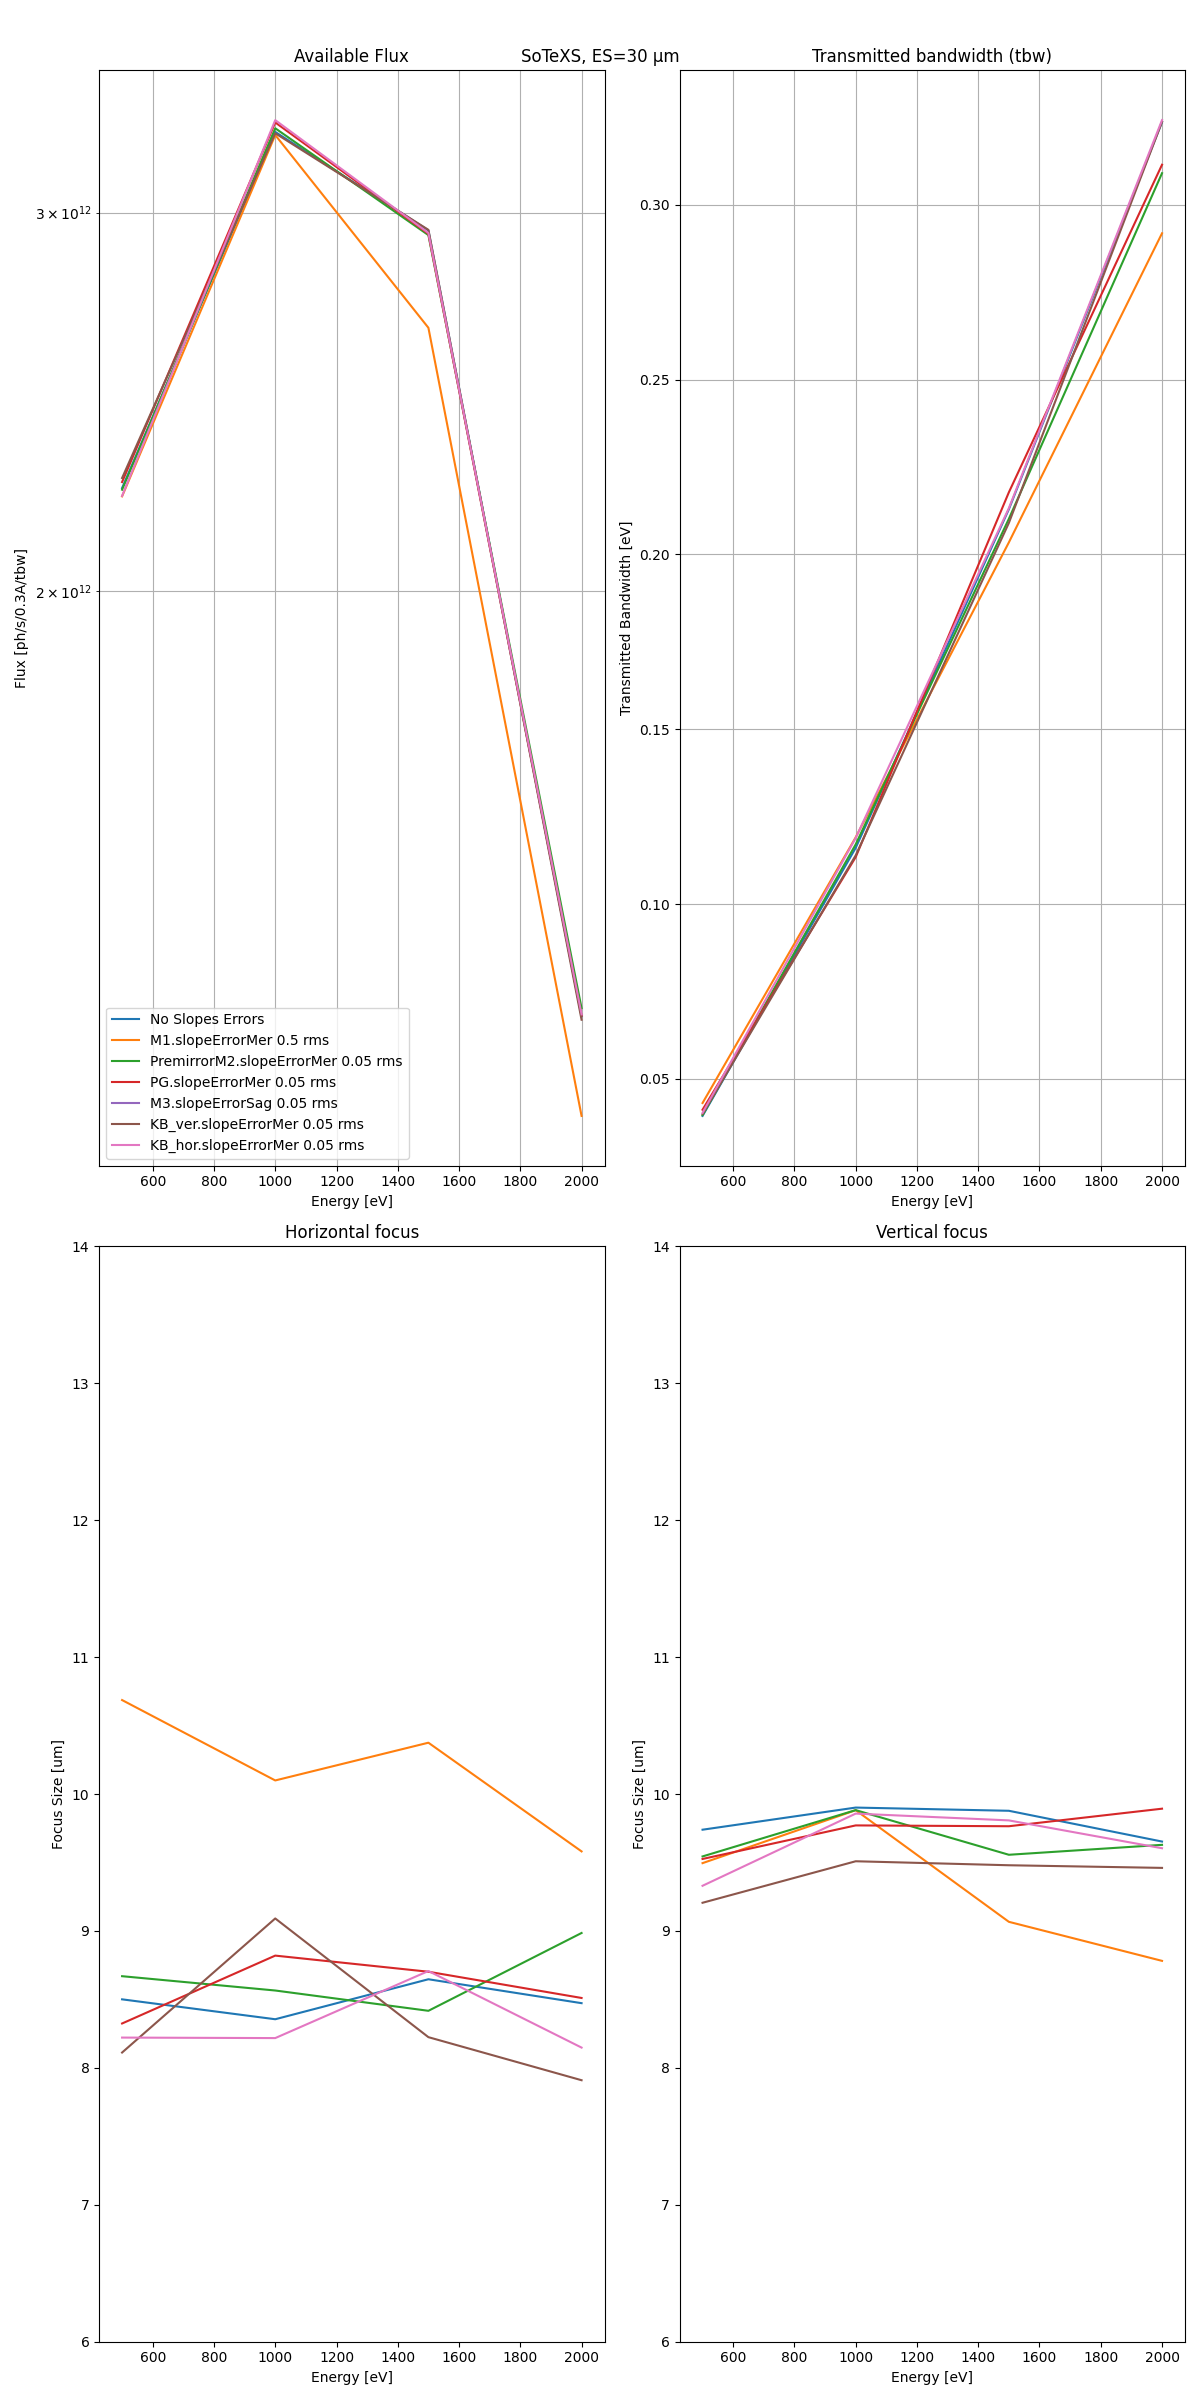 SoTeXS, ES=30 μm
Available Flux
Flux [ph/s/0.3A/tbw]
3 × 10¹²
2 × 10¹²
No Slopes Errors
M1.slopeErrorMer 0.5 rms
PremirrorM2.slopeErrorMer 0.05 rms
PG.slopeErrorMer 0.05 rms
M3.slopeErrorSag 0.05 rms
KB_ver.slopeErrorMer 0.05 rms
KB_hor.slopeErrorMer 0.05 rms
600 800 1000 1200 1400 1600 1800 2000
Energy [eV]
Transmitted bandwidth (tbw)
Transmitted Bandwidth [eV]
0.30
0.25
0.20
0.15
0.10
0.05
600 800 1000 1200 1400 1600 1800 2000
Energy [eV]
Horizontal focus
Focus Size [um]
14
13
12
11
10
9
8
7
6
600 800 1000 1200 1400 1600 1800 2000
Energy [eV]
Vertical focus
Focus Size [um]
14
13
12
11
10
9
8
7
6
600 800 1000 1200 1400 1600 1800 2000
Energy [eV]